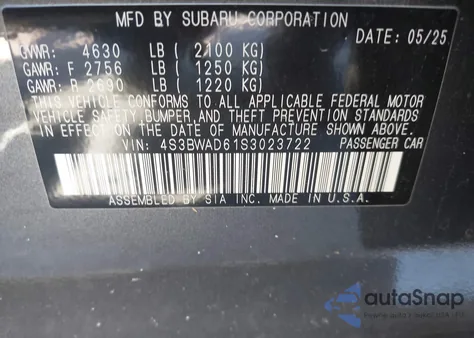 MFD BY SUBARU CORPORATION
DATE: 05/25
GVWR: 4630 LB ( 2100 KG)
GAWR: F 2756 LB ( 1250 KG)
GAWR: R 2690 LB ( 1220 KG)
THIS VEHICLE CONFORMS TO ALL APPLICABLE FEDERAL MOTOR
VEHICLE SAFETY,BUMPER,AND THEFT PREVENTION STANDARDS
IN EFFECT ON THE DATE OF MANUFACTURE SHOWN ABOVE.
VIN: 4S3BWAD61S3023722 PASSENGER CAR
ASSEMBLED BY SIA INC. MADE IN U.S.A.
autoSnap